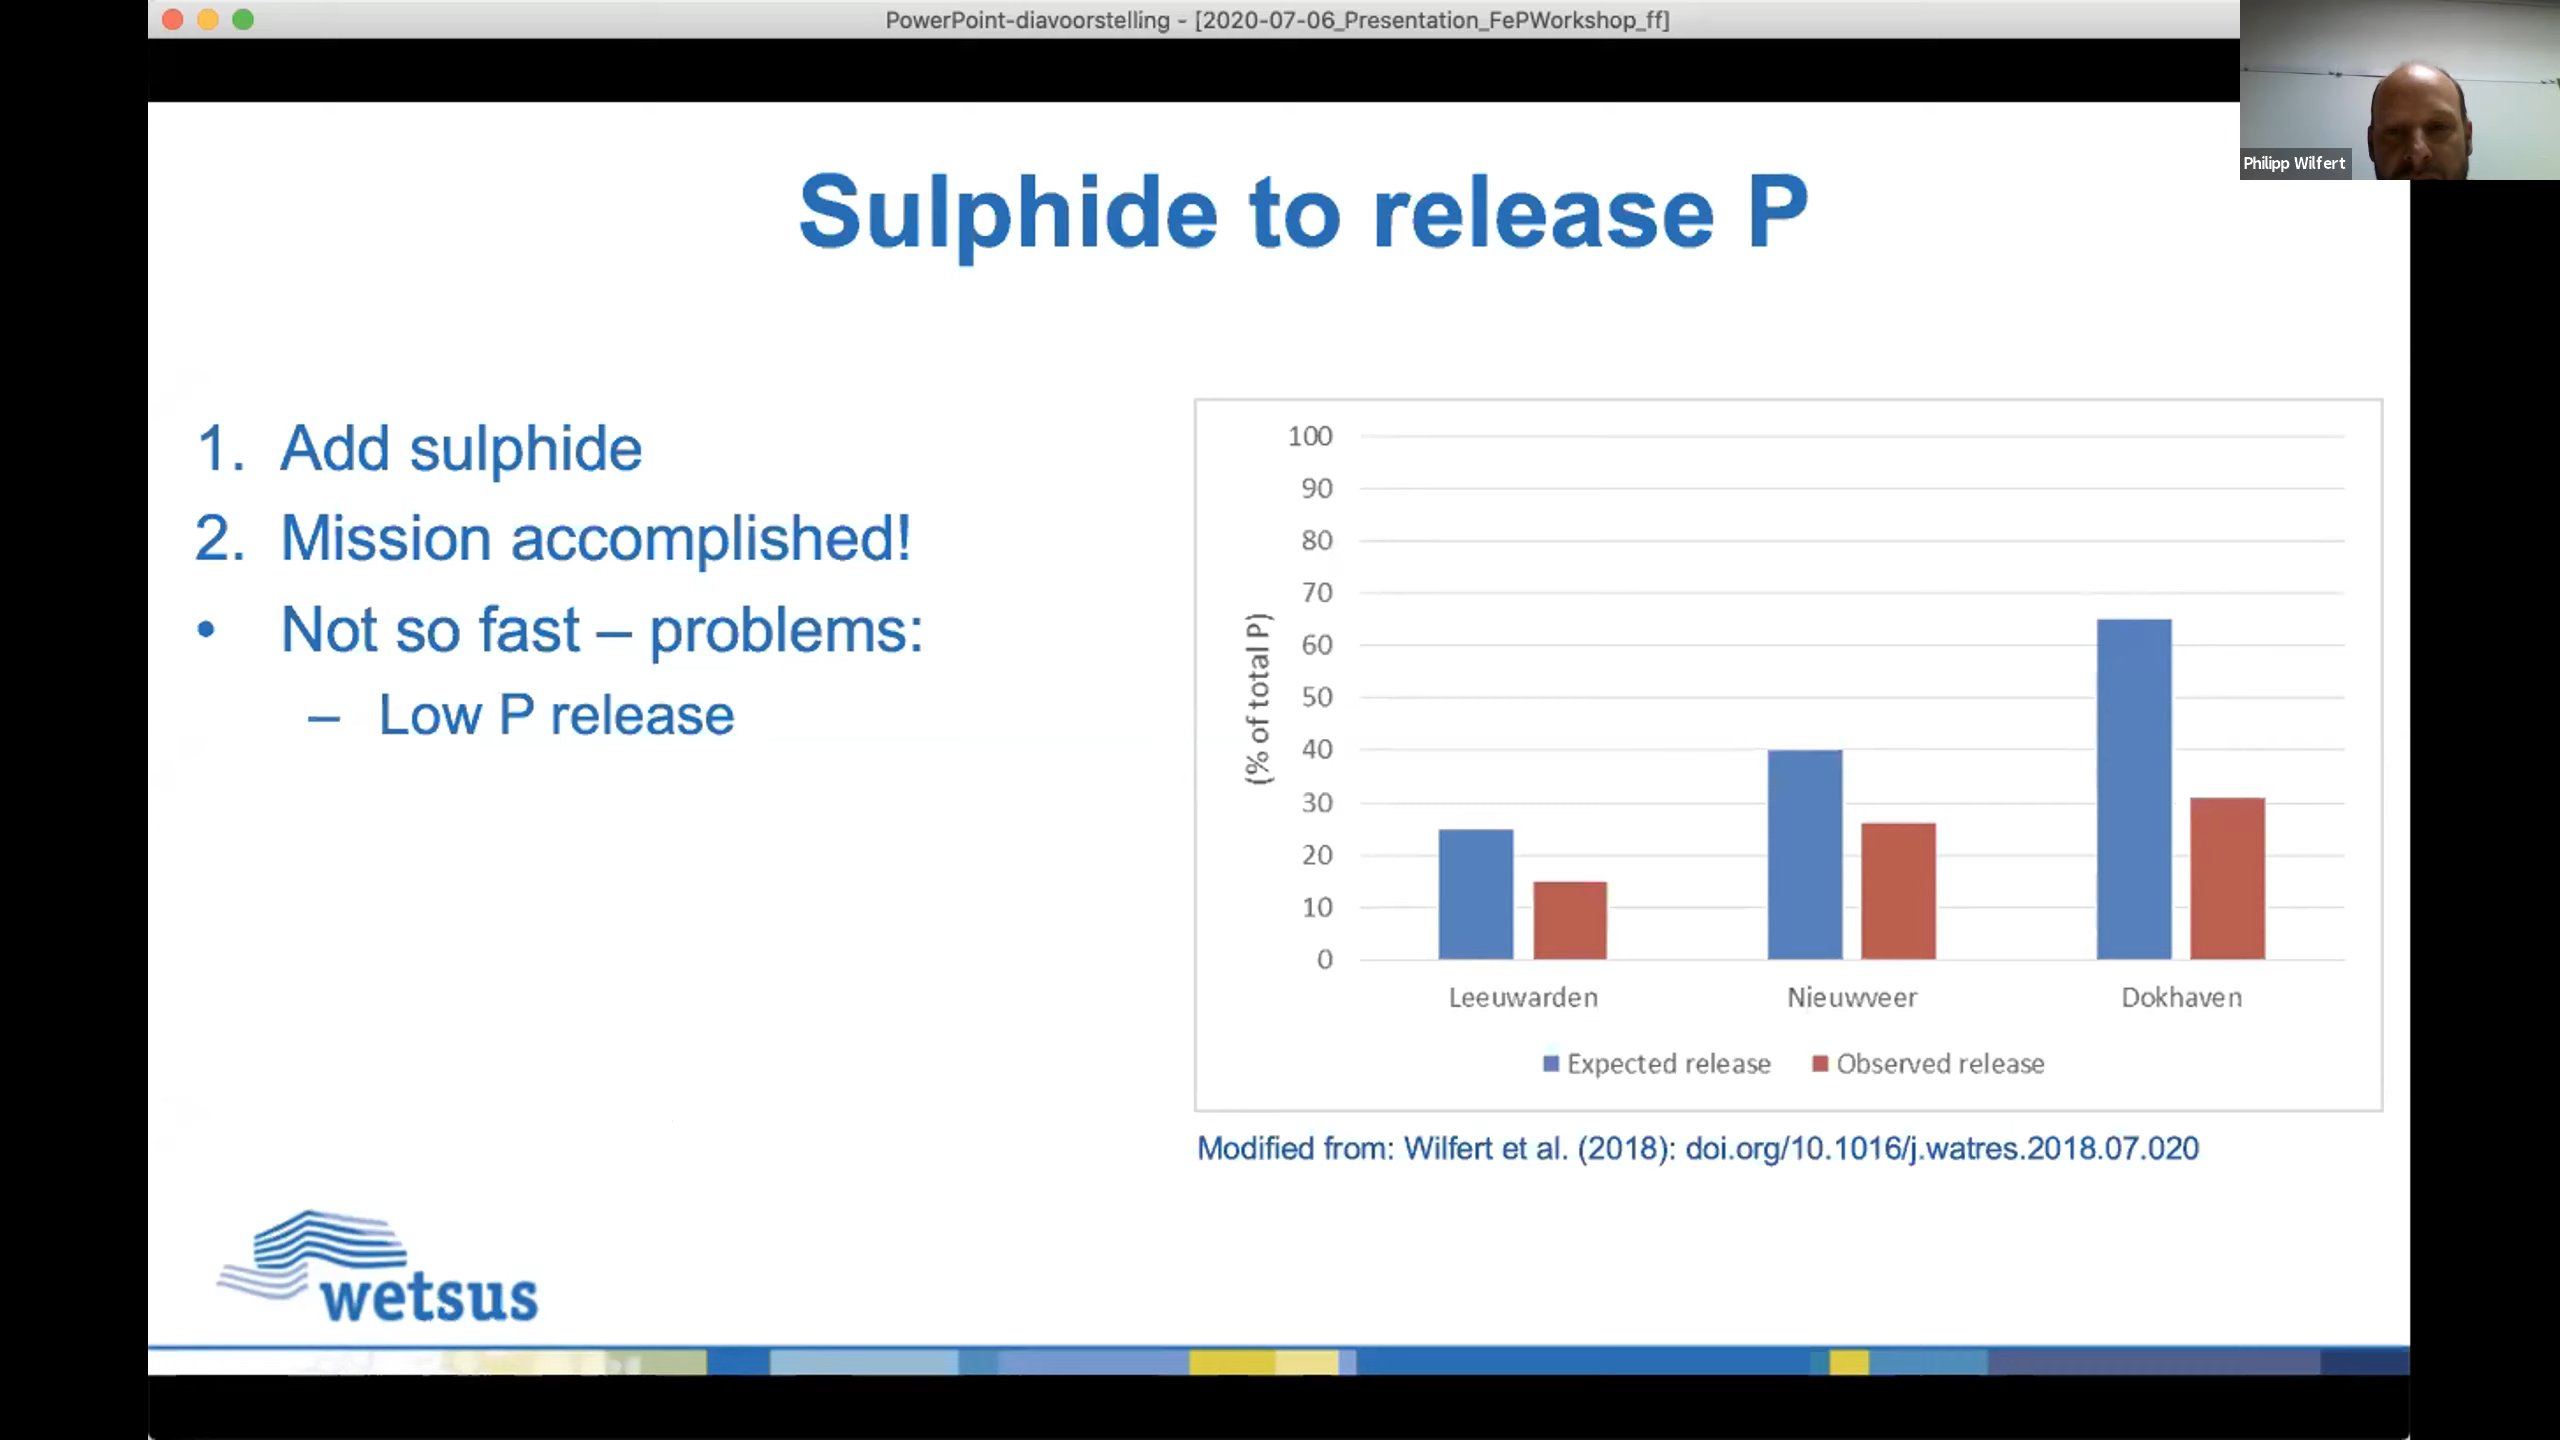 PowerPoint-diavoorstelling - [2020-07-06_Presentation_FePWorkshop_ff]
Philipp Wilfert
Sulphide to release P
1. Add sulphide
2. Mission accomplished!
• Not so fast – problems:
– Low P release
(% of total P)
100
90
80
70
60
50
40
30
20
10
0
Leeuwarden Nieuwveer Dokhaven
Expected release Observed release
Modified from: Wilfert et al. (2018): doi.org/10.1016/j.watres.2018.07.020
wetsus